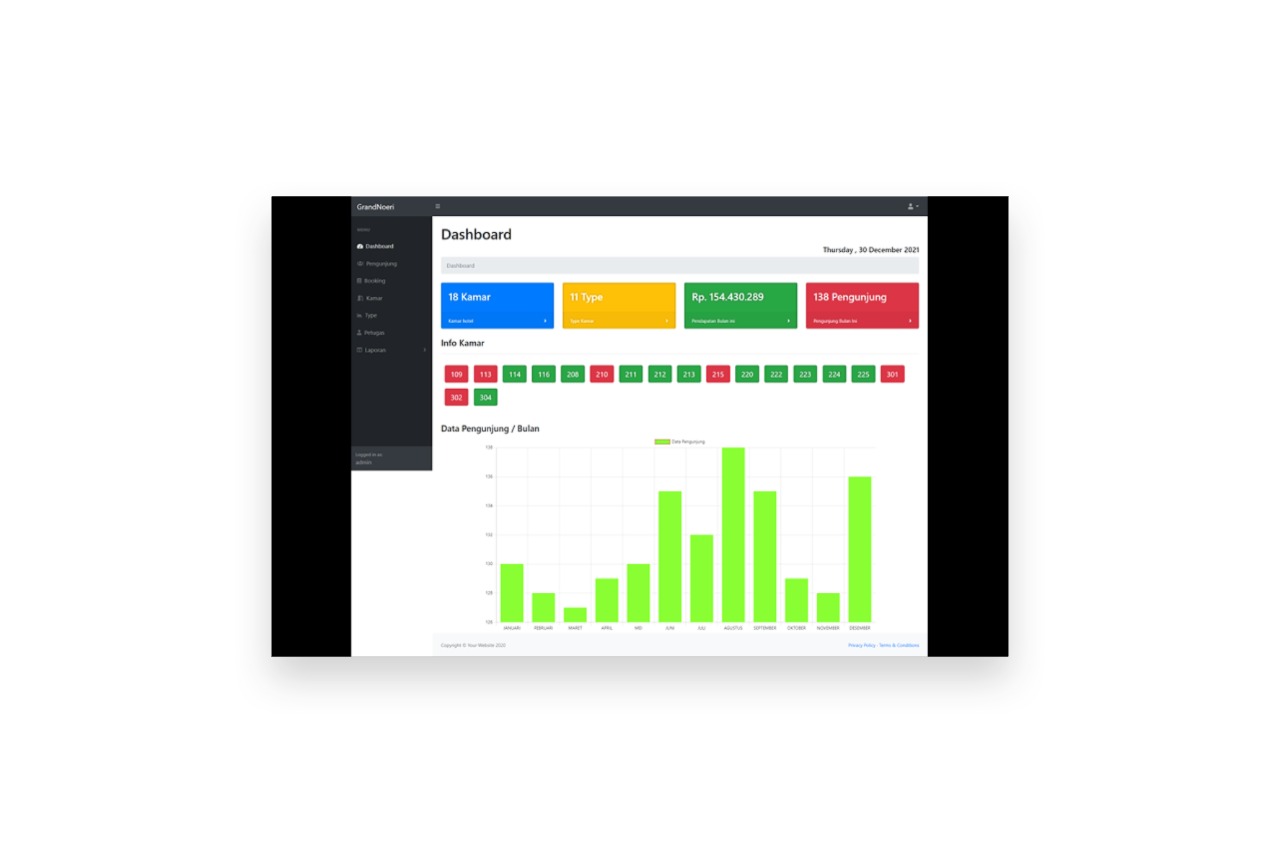 GrandNoeri
Dashboard
Pengunjung
Booking
Kamar
Type
Petugas
Laporan
Logged in as:
admin
Dashboard
Thursday , 30 December 2021
Dashboard
18 Kamar
Kamar hotel
11 Type
Type Kamar
Rp. 154.430.289
Pendapatan Bulan ini
138 Pengunjung
Pengunjung Bulan ini
Info Kamar
109 113 114 116 208 210 211 212 213 215 220 222 223 224 225 301
302 304
Data Pengunjung / Bulan
Data Pengunjung
138
134
132
130
128
126
JANUARI FEBRUARI MARET APRIL MEI JUNI JULI AGUSTUS SEPTEMBER OKTOBER NOVEMBER DESEMBER
Copyright © Your Website 2020
Privacy Policy · Terms & Conditions